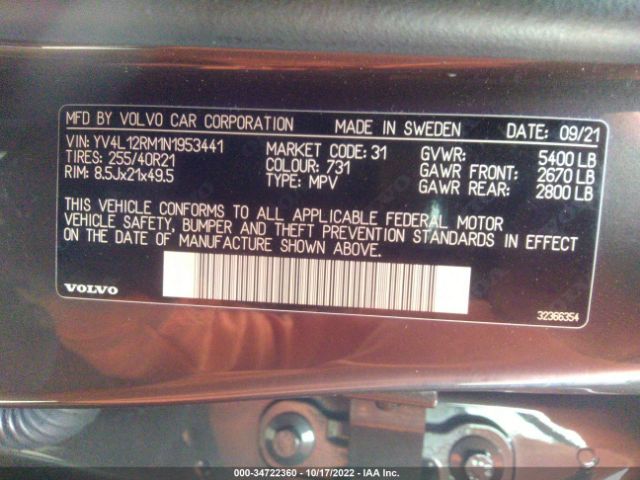 MFD BY VOLVO CAR CORPORATION MADE IN SWEDEN DATE: 09/21
VIN: YV4L12RM1N1953441 MARKET CODE: 31 GVWR: 5400 LB
TIRES: 255/40R21 COLOUR: 731 GAWR FRONT: 2670 LB
RIM: 8.5Jx21x49.5 TYPE: MPV GAWR REAR: 2800 LB
THIS VEHICLE CONFORMS TO ALL APPLICABLE FEDERAL MOTOR
VEHICLE SAFETY, BUMPER AND THEFT PREVENTION STANDARDS IN EFFECT
ON THE DATE OF MANUFACTURE SHOWN ABOVE.
VOLVO 32366354
000-34722360 - 10/17/2022 - IAA Inc.